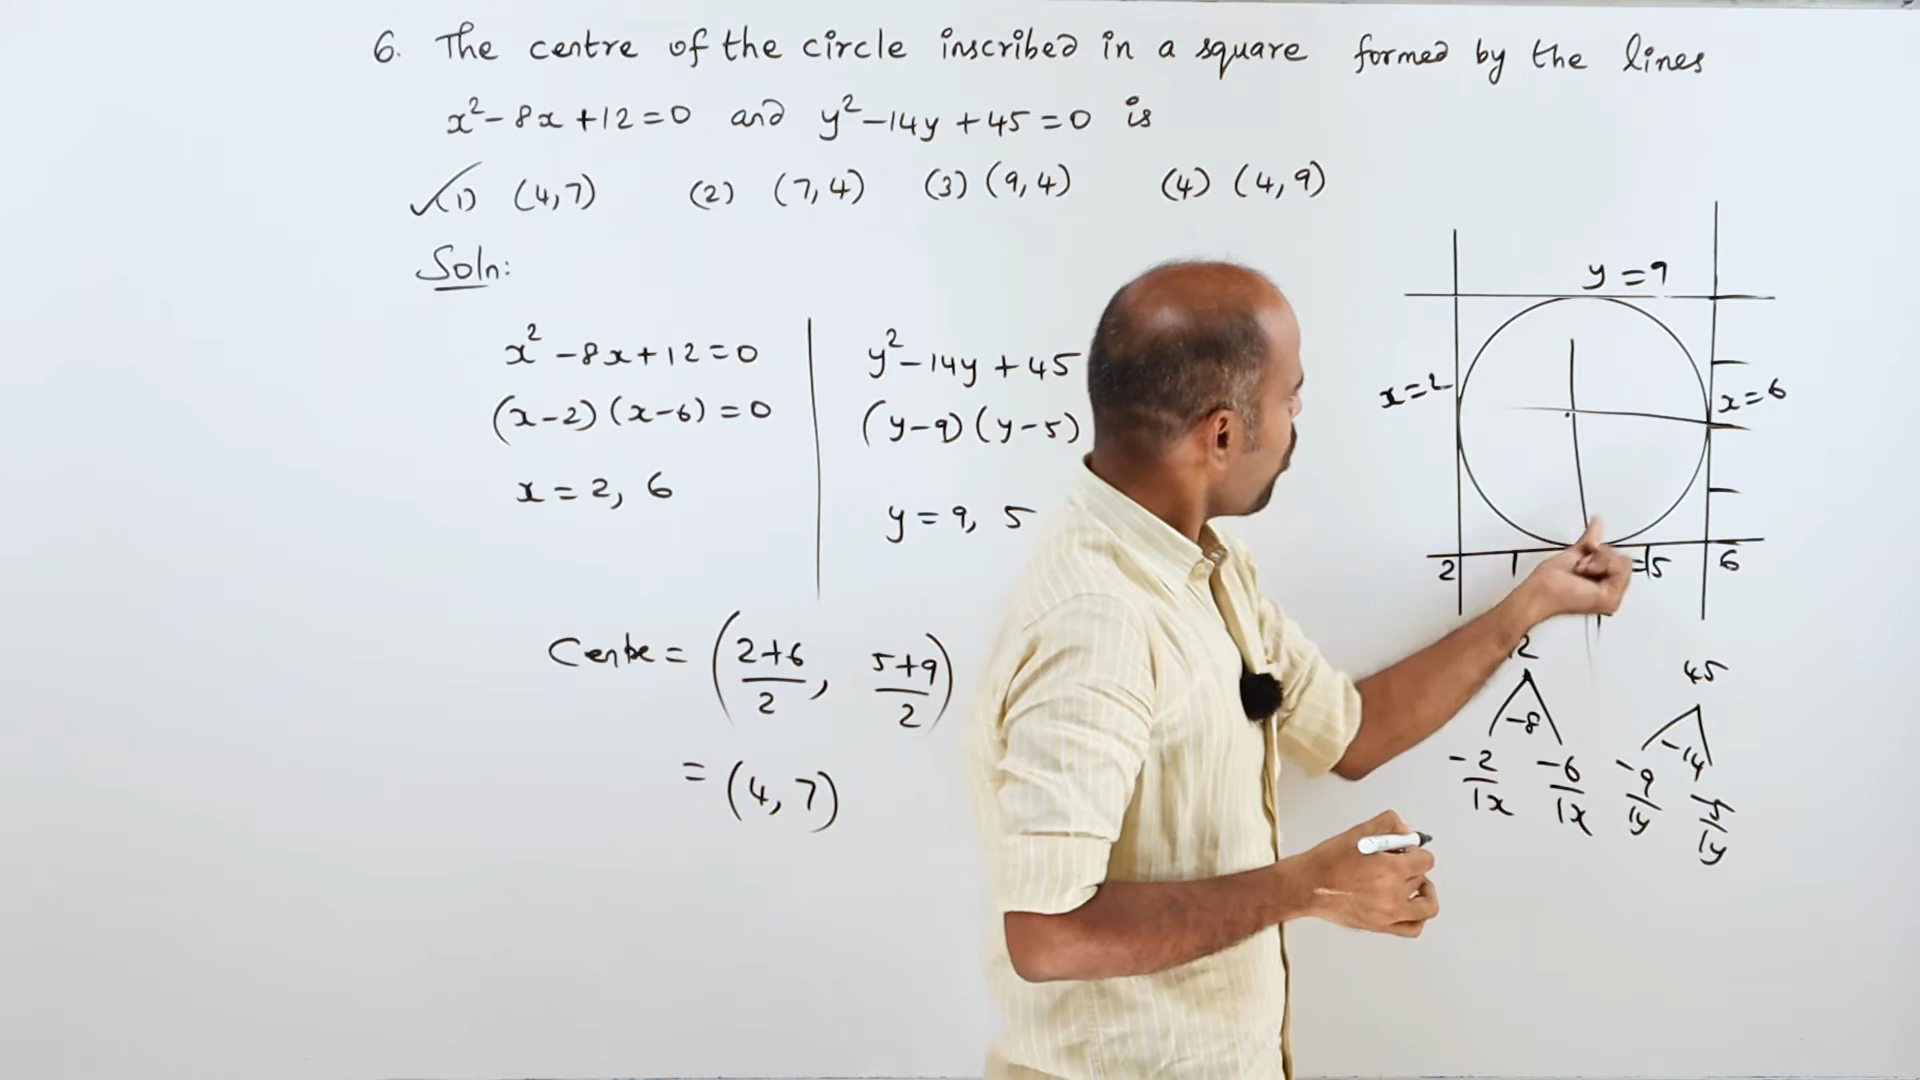 6. The centre of the circle inscribed in a square formed by the lines
x²-8x+12=0 and y²-14y+45=0 is
(1) (4,7) (2) (7,4) (3) (9,4) (4) (4,9)
Soln:
x²-8x+12=0
(x-2)(x-6)=0
x=2, 6
y²-14y+45
(y-9)(y-5)
y=9, 5
Centre = (2+6/2, 5+9/2)
= (4,7)
y=9
x=2
x=6
2
=5
6
2
-8
-2/1x -6/1x
45
-14
-9/1y -5/1y